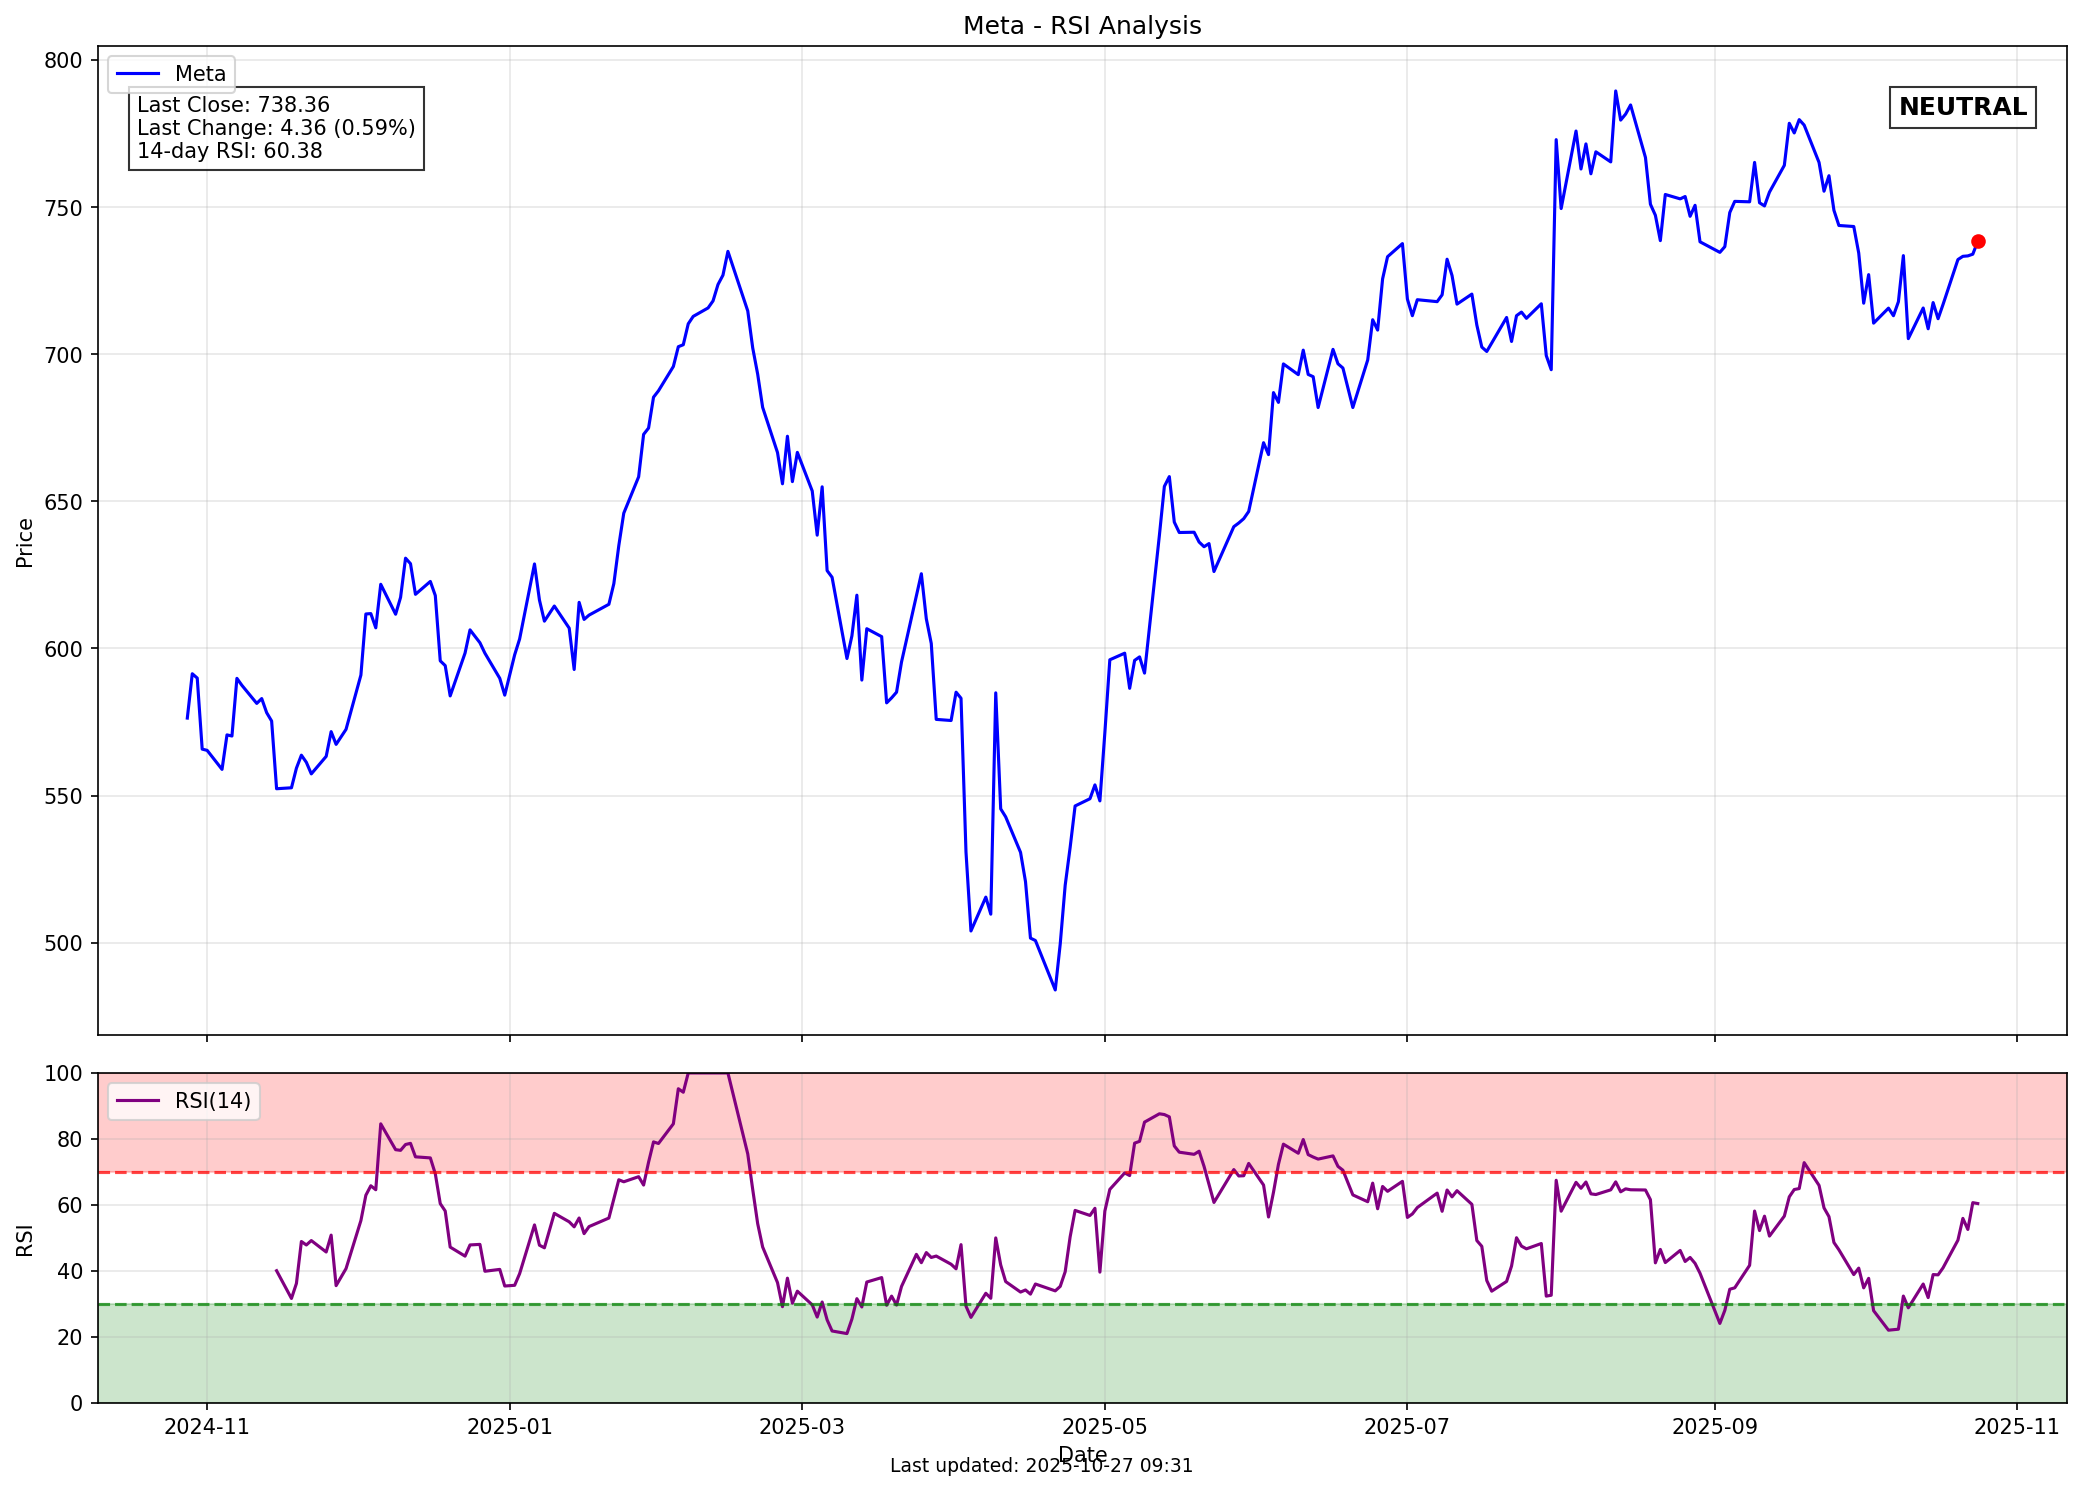 Meta - RSI Analysis
Meta
Last Close: 738.36
Last Change: 4.36 (0.59%)
14-day RSI: 60.38
NEUTRAL
800
750
700
650
600
550
500
Price
RSI(14)
100
80
60
40
20
0
RSI
2024-11
2025-01
2025-03
2025-05
2025-07
2025-09
2025-11
Date
Last updated: 2025-10-27 09:31